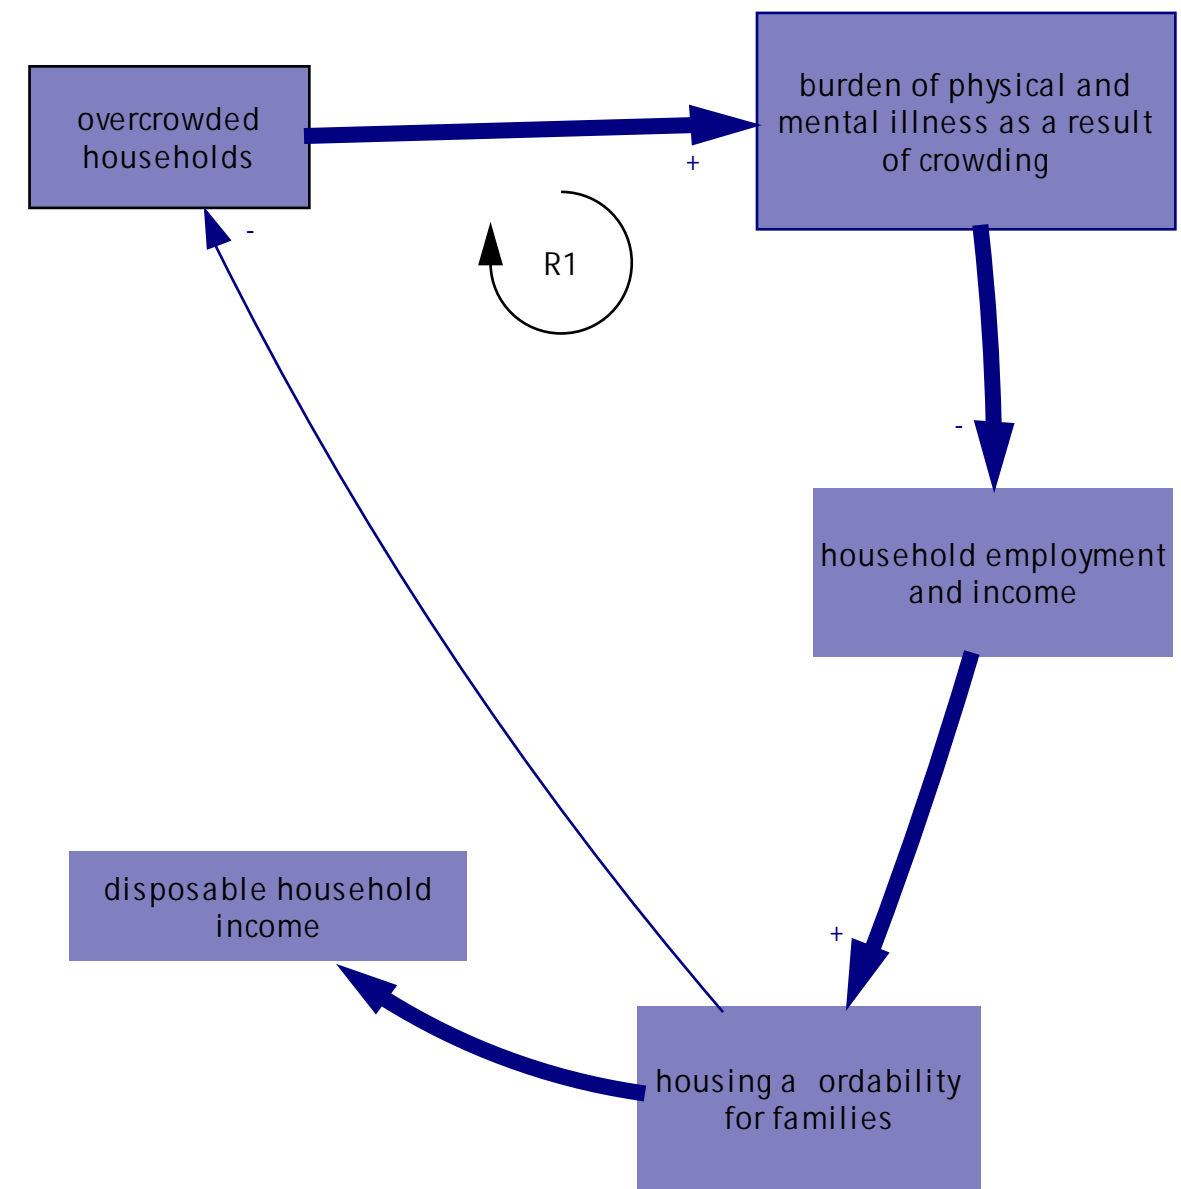 overcrowded
households
burden of physical and
mental illness as a result
of crowding
+
-
R1
-
household employment
and income
+
disposable household
income
housing a ordability
for families